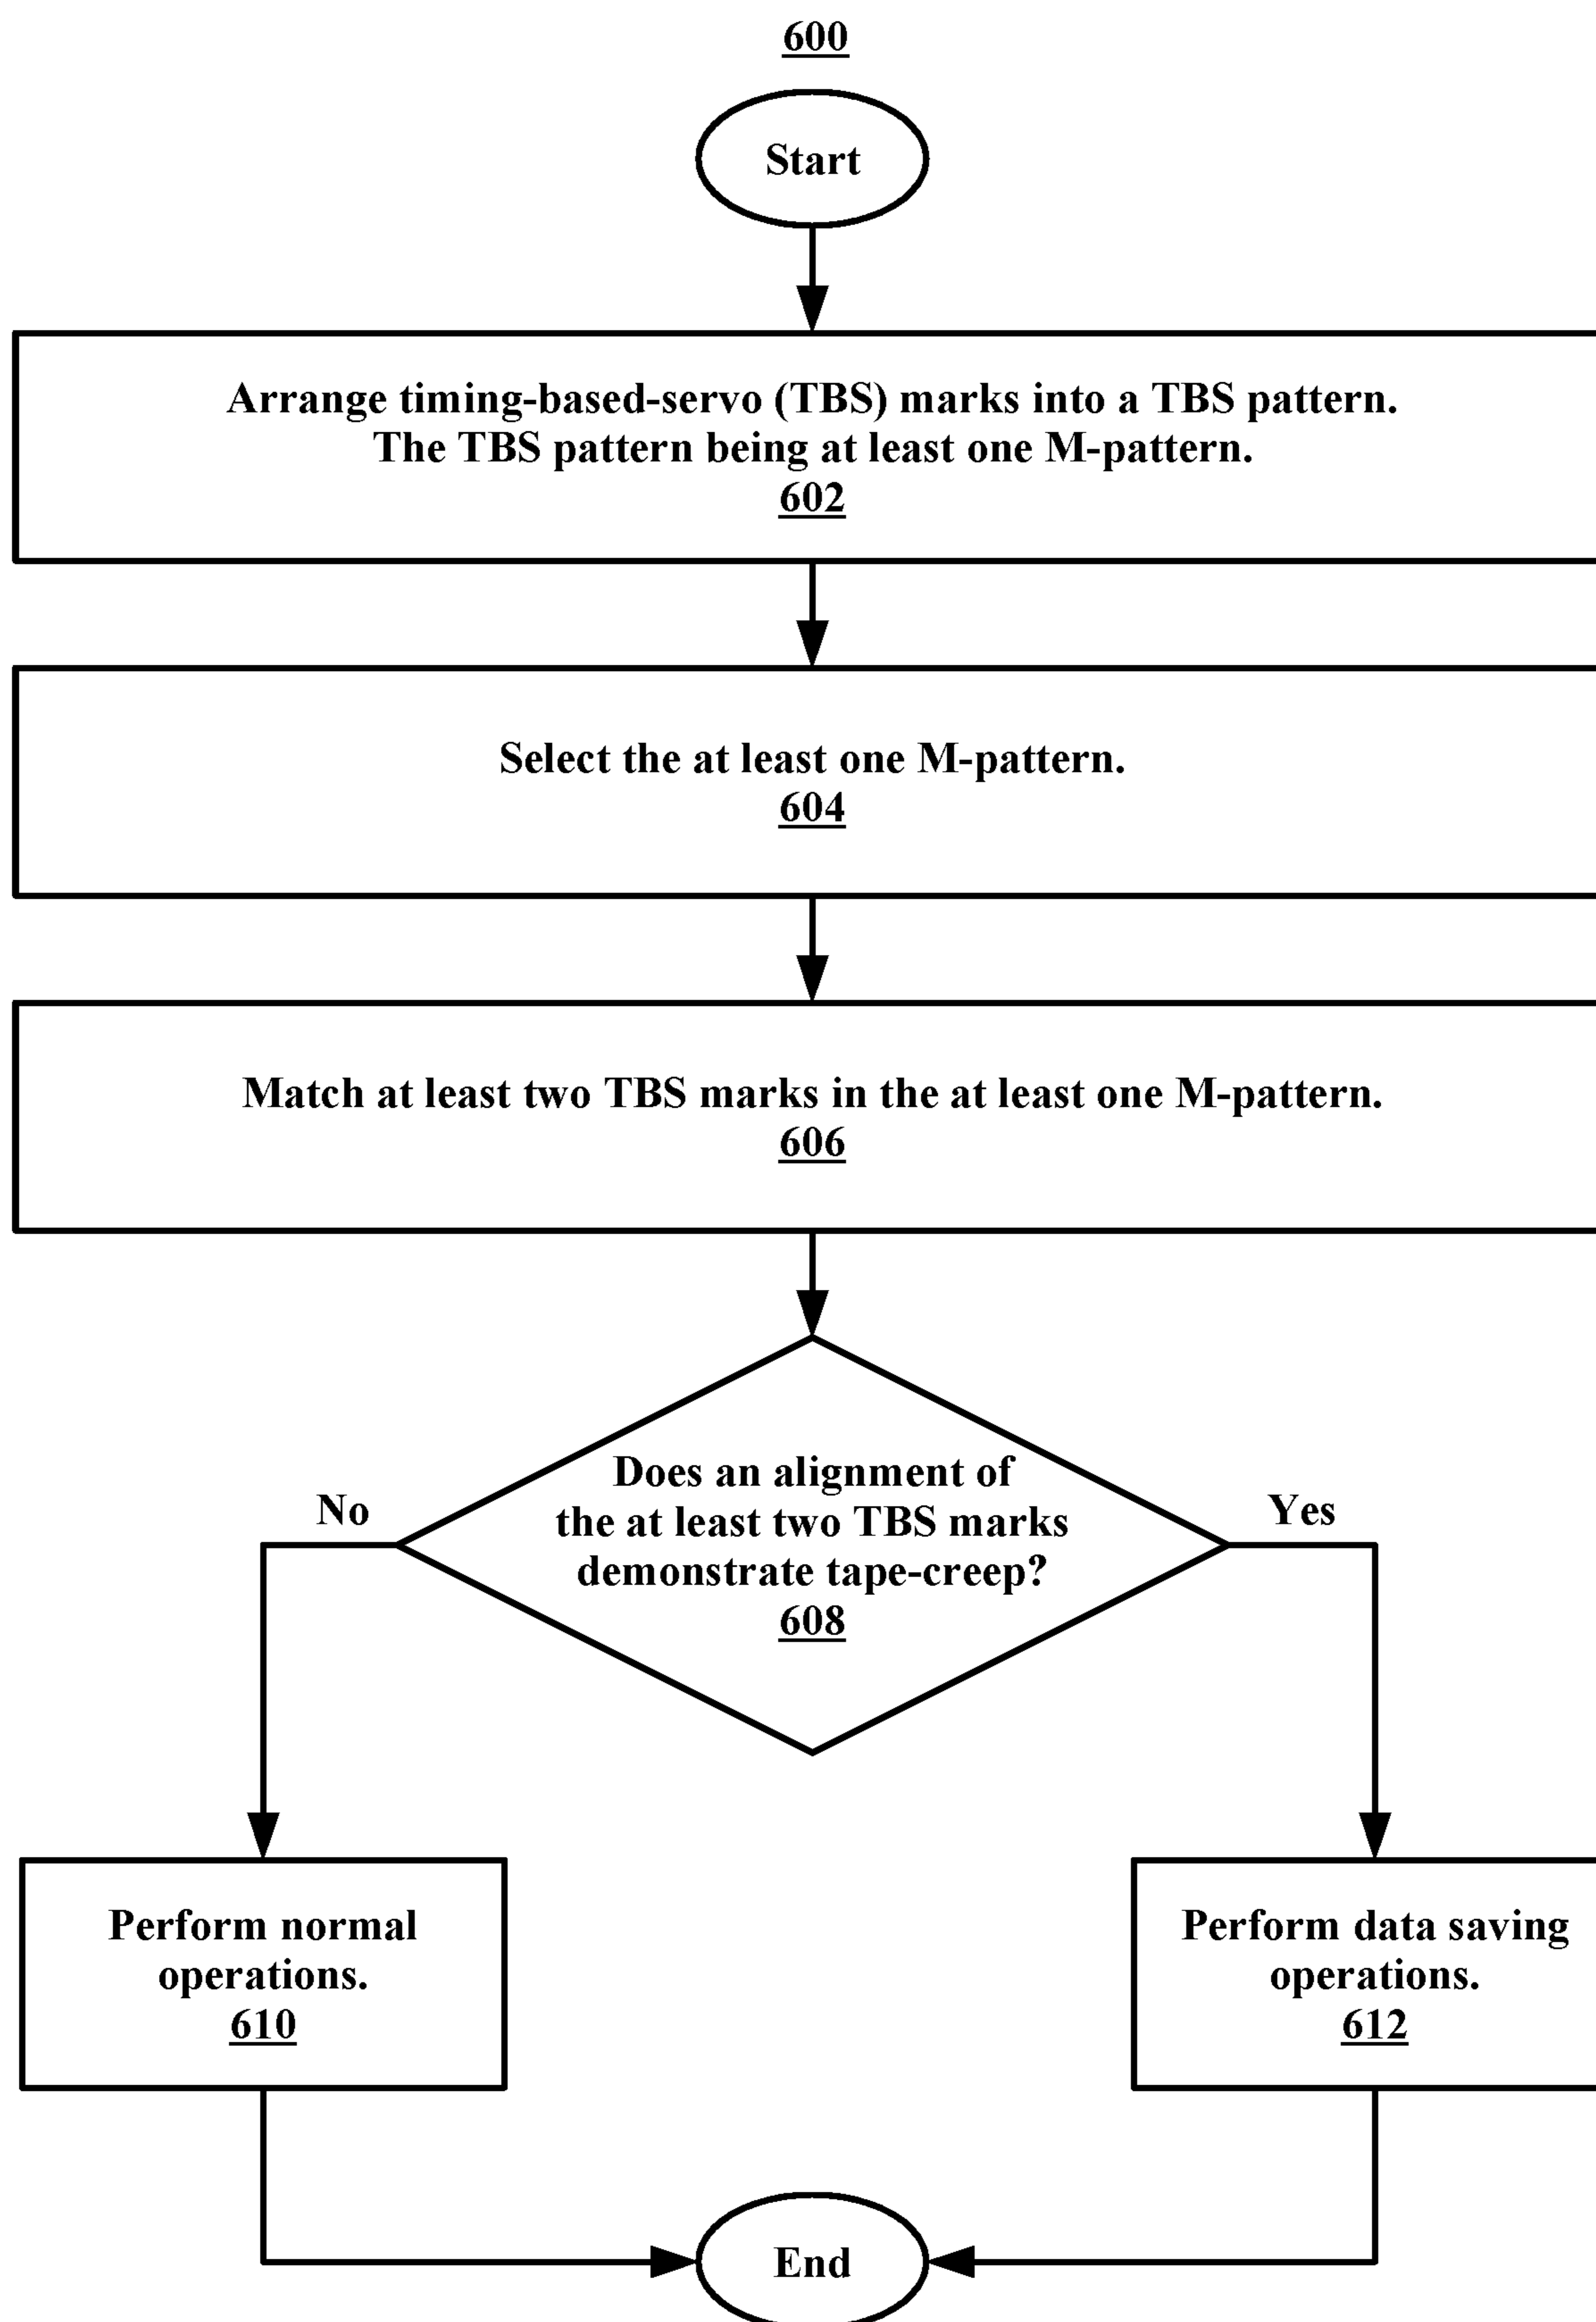 600
Start
Arrange timing-based-servo (TBS) marks into a TBS pattern.
The TBS pattern being at least one M-pattern.
602
Select the at least one M-pattern.
604
Match at least two TBS marks in the at least one M-pattern.
606
Does an alignment of
the at least two TBS marks
demonstrate tape-creep?
608
No
Yes
Perform normal
operations.
610
Perform data saving
operations.
612
End